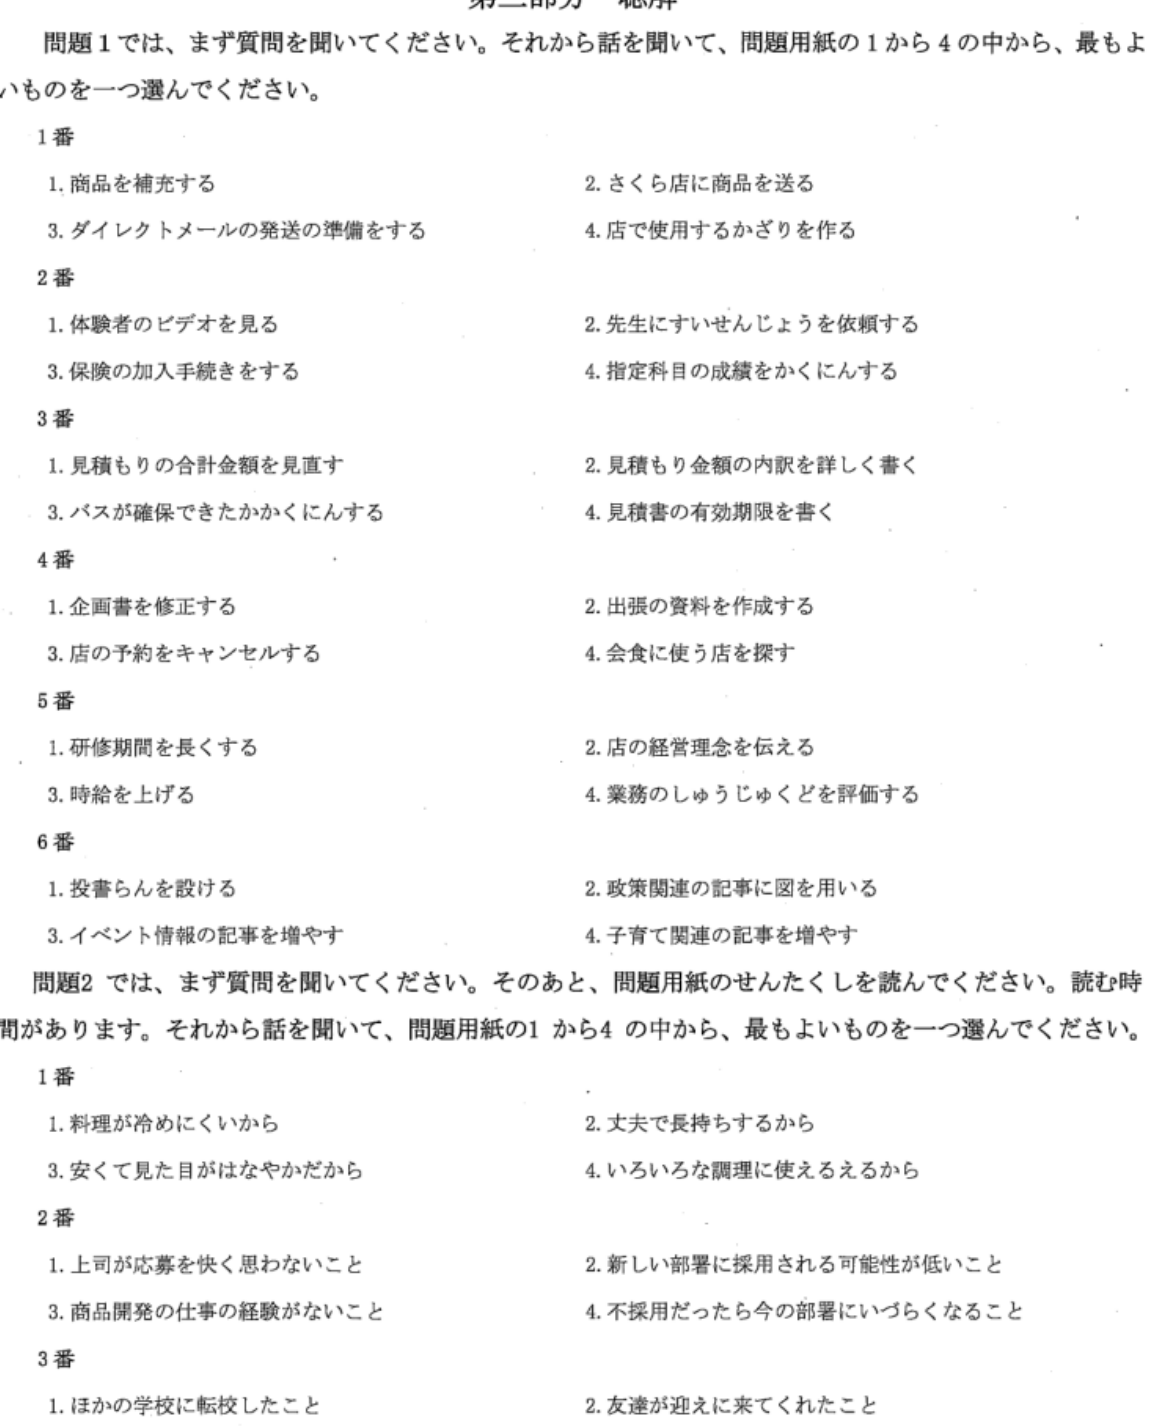 第二部分　聴解
問題１では、まず質問を聞いてください。それから話を聞いて、問題用紙の１から４の中から、最もよ
いものを一つ選んでください。
1番
1. 商品を補充する　2. さくら店に商品を送る
3. ダイレクトメールの発送の準備をする　4. 店で使用するかざりを作る
2番
1. 体験者のビデオを見る　2. 先生にすいせんじょうを依頼する
3. 保険の加入手続きをする　4. 指定科目の成績をかくにんする
3番
1. 見積もりの合計金額を見直す　2. 見積もり金額の内訳を詳しく書く
3. バスが確保できたかかくにんする　4. 見積書の有効期限を書く
4番
1. 企画書を修正する　2. 出張の資料を作成する
3. 店の予約をキャンセルする　4. 会食に使う店を探す
5番
1. 研修期間を長くする　2. 店の経営理念を伝える
3. 時給を上げる　4. 業務のしゅうじゅくどを評価する
6番
1. 投書らんを設ける　2. 政策関連の記事に図を用いる
3. イベント情報の記事を増やす　4. 子育て関連の記事を増やす
問題2 では、まず質問を聞いてください。そのあと、問題用紙のせんたくしを読んでください。読む時
間があります。それから話を聞いて、問題用紙の1 から4 の中から、最もよいものを一つ選んでください。
1番
1. 料理が冷めにくいから　2. 丈夫で長持ちするから
3. 安くて見た目がはなやかだから　4. いろいろな調理に使えるえるから
2番
1. 上司が応募を快く思わないこと　2. 新しい部署に採用される可能性が低いこと
3. 商品開発の仕事の経験がないこと　4. 不採用だったら今の部署にいづらくなること
3番
1. ほかの学校に転校したこと　2. 友達が迎えに来てくれたこと